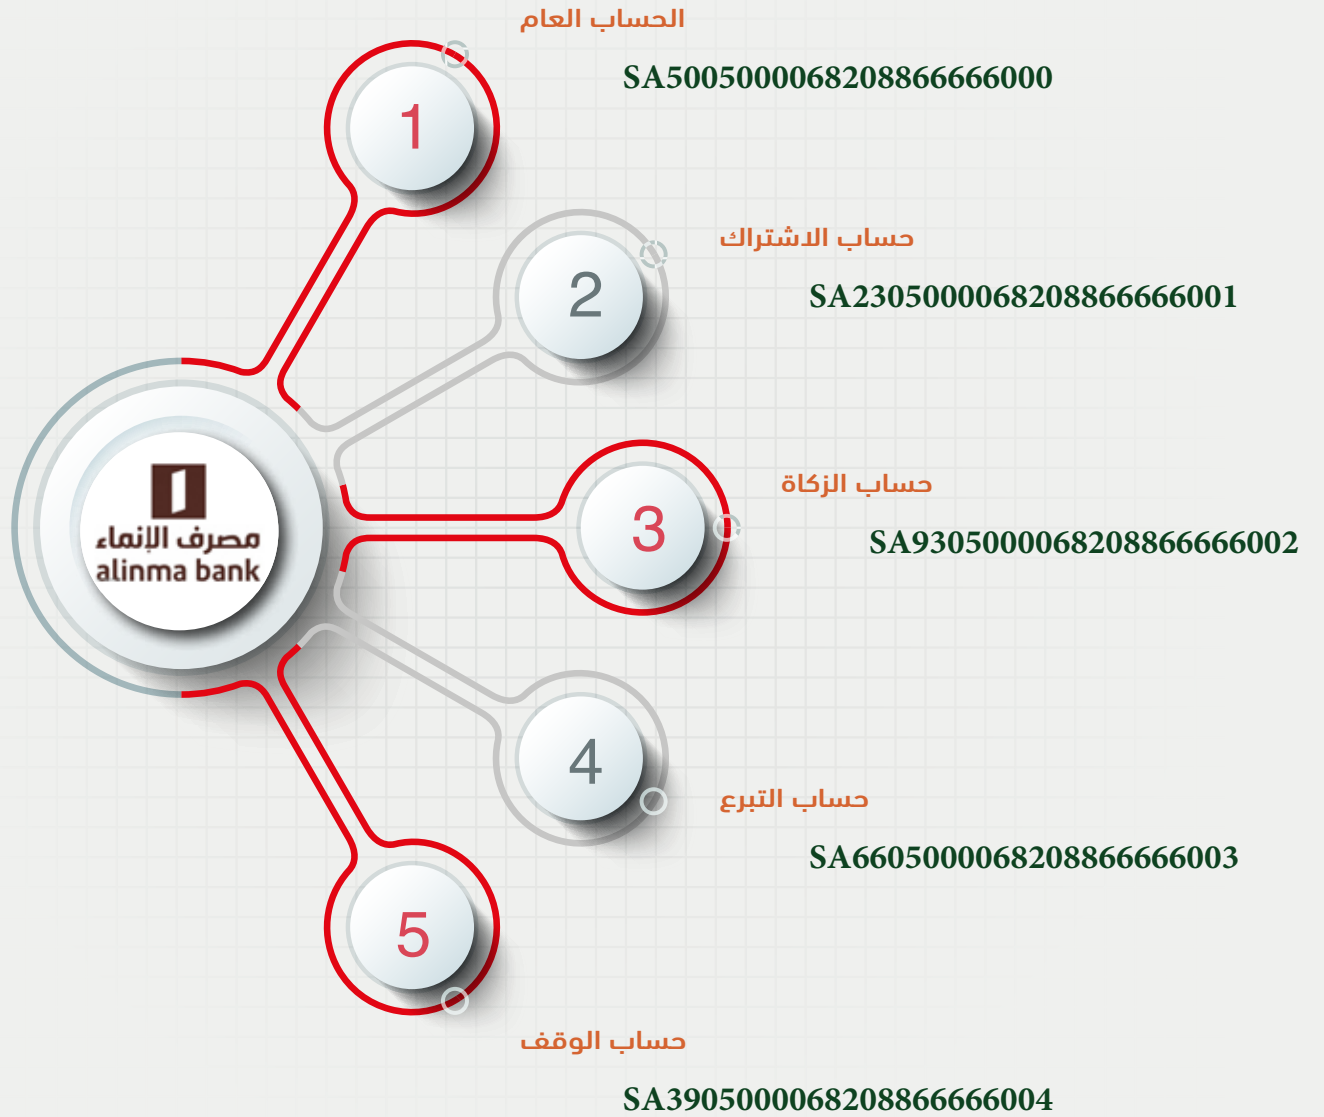 الحساب العام
SA5005000068208866666000
1
حساب الاشتراك
SA2305000068208866666001
2
حساب الزكاة
SA9305000068208866666002
3
مصرف الإنماء
alinma bank
4
حساب التبرع
SA6605000068208866666003
5
حساب الوقف
SA3905000068208866666004